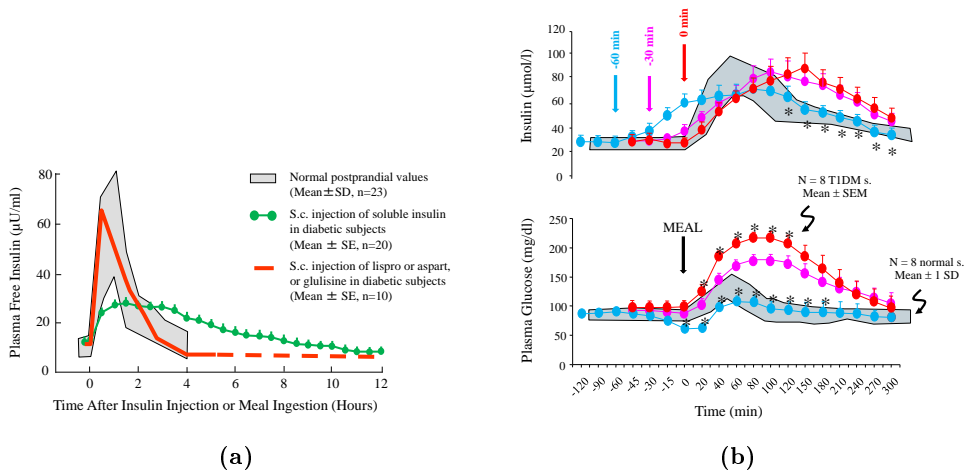 80
60
40
20
0
0
2
4
6
8
10
12
Plasma Free Insulin (μU/ml)
Time After Insulin Injection or Meal Ingestion (Hours)
Normal postprandial values
(Mean±SD, n=23)
S.c. injection of soluble insulin
in diabetic subjects
(Mean ± SE, n=20)
S.c. injection of lispro or aspart,
or glulisine in diabetic subjects
(Mean ± SE, n=10)
(a)
-60 min
-30 min
0 min
Insulin (μmol/l)
120
100
80
60
40
20
0
* * * * * *
N = 8 T1DM s.
Mean ± SEM
MEAL
N = 8 normal s.
Mean ± 1 SD
Plasma Glucose (mg/dl)
250
200
150
100
50
0
* * * * * *
* * * * * * * *
-120
-90
-60
-30
-15
0
20
40
60
80
100
120
150
180
210
240
270
300
Time (min)
(b)